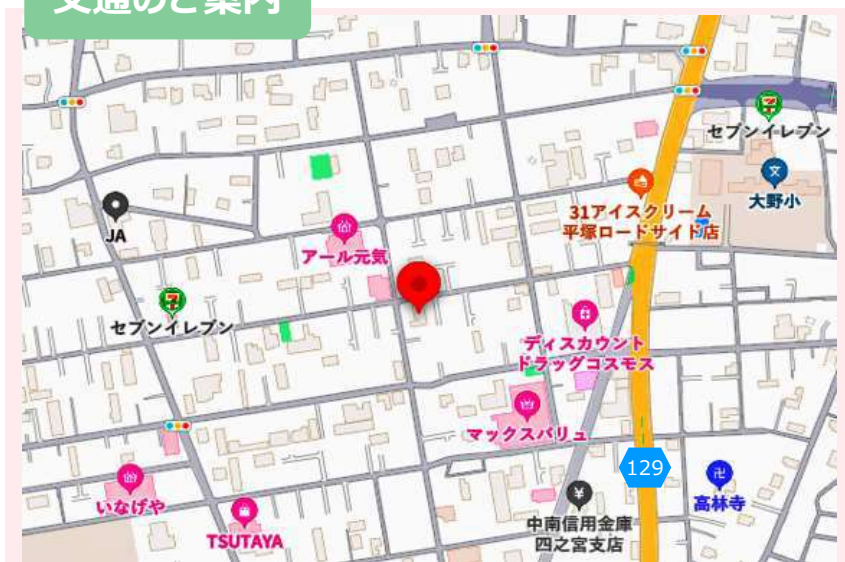 交通のご案内
セブンイレブン
大野小
31アイスクリーム
平塚ロードサイド店
JA
アール元気
セブンイレブン
ディスカウント
ドラッグコスモス
マックスバリュ
129
いなげや
高林寺
TSUTAYA
中南信用金庫
四之宮支店